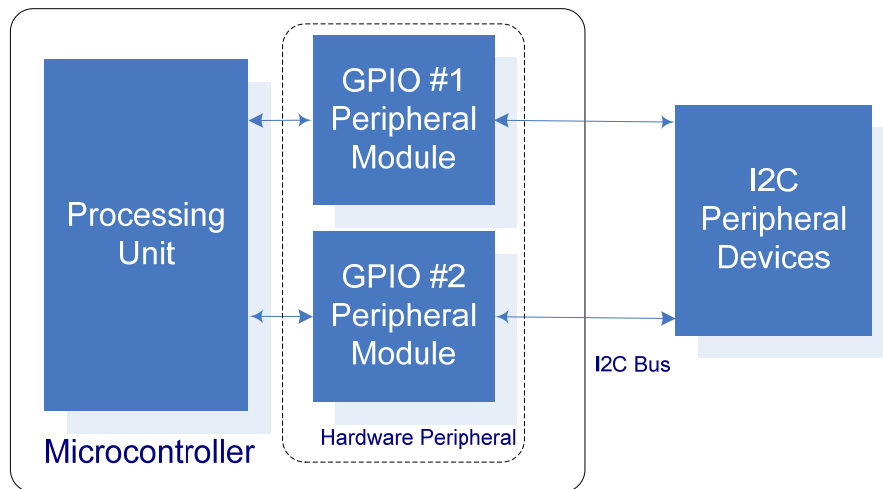 Processing
Unit
GPIO #1
Peripheral
Module
GPIO #2
Peripheral
Module
I2C
Peripheral
Devices
I2C Bus
Hardware Peripheral
Microcontroller